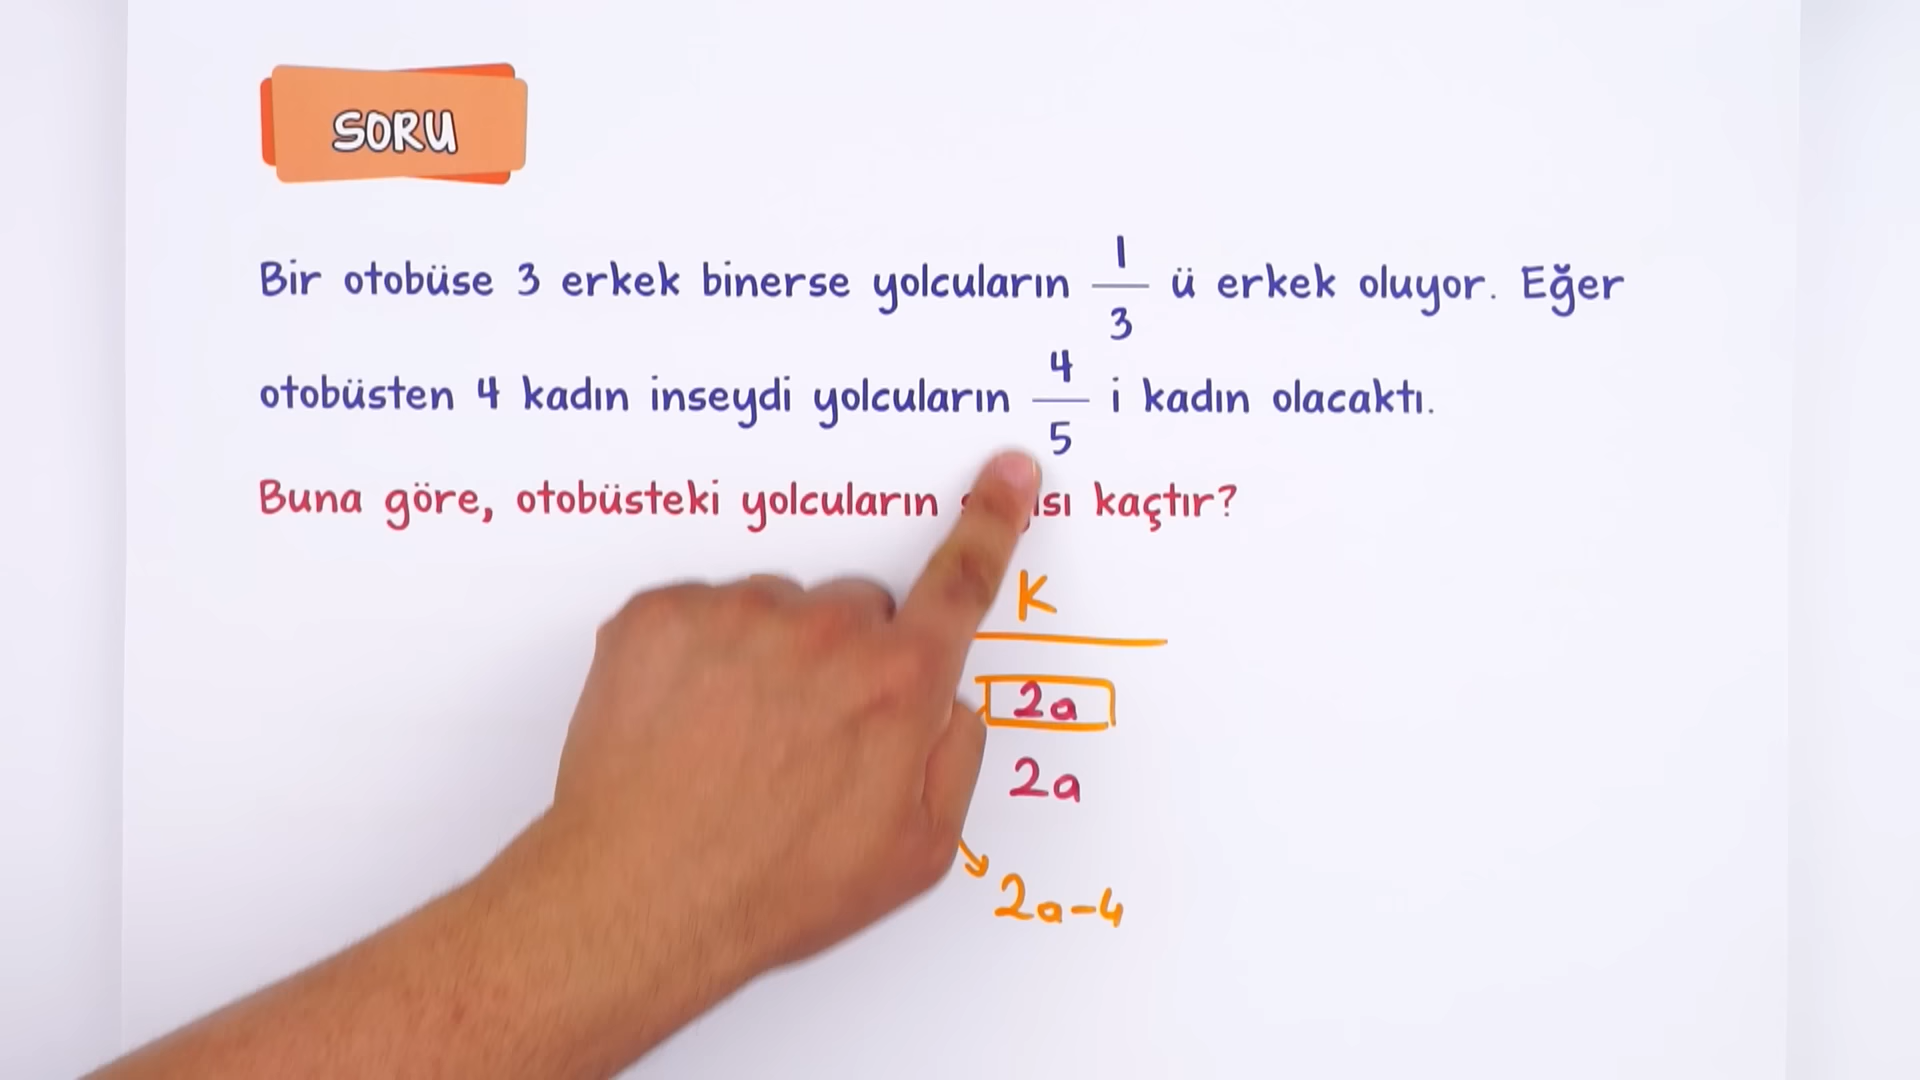 SORU
Bir otobüse 3 erkek binerse yolcuların 1/3 ü erkek oluyor. Eğer
otobüsten 4 kadın inseydi yolcuların 4/5 i kadın olacaktı.
Buna göre, otobüsteki yolcuların kaçtır?
K
2a
2a
2a-4